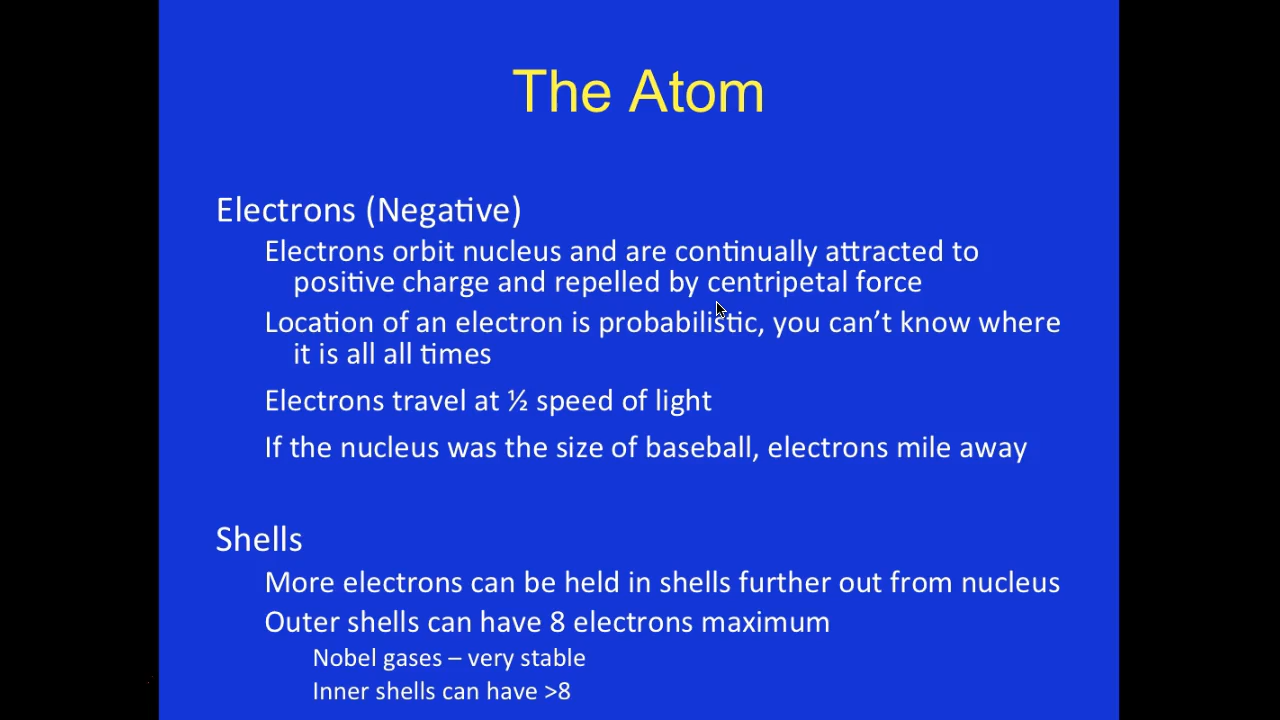 The Atom
Electrons (Negative)
Electrons orbit nucleus and are continually attracted to
positive charge and repelled by centripetal force
Location of an electron is probabilistic, you can’t know where
it is all all times
Electrons travel at ½ speed of light
If the nucleus was the size of baseball, electrons mile away
Shells
More electrons can be held in shells further out from nucleus
Outer shells can have 8 electrons maximum
Nobel gases – very stable
Inner shells can have >8